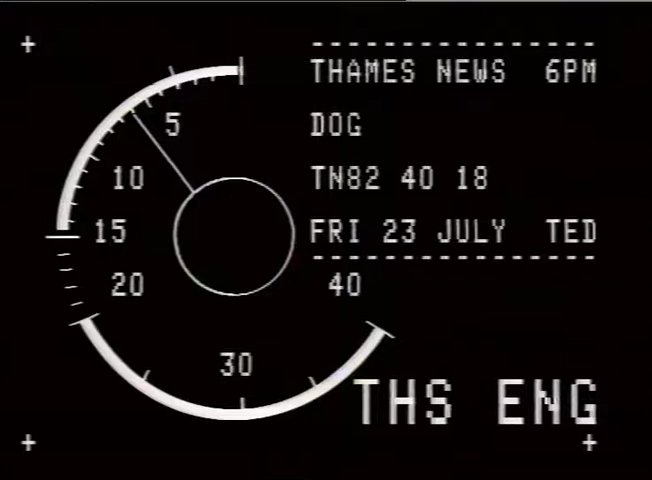 THAMES NEWS 6PM
DOG
TN82 40 18
FRI 23 JULY TED
5
10
15
20
30
40
THS ENG